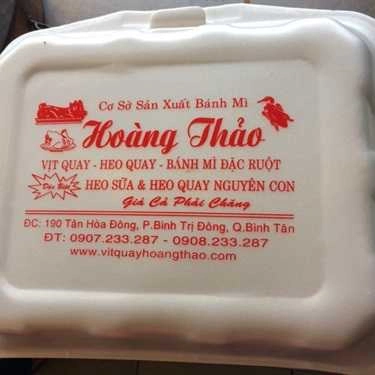 Cơ Sở Sản Xuất Bánh Mì
Hoàng Thảo
VỊT QUAY - HEO QUAY - BÁNH MÌ ĐẶC RUỘT
Đặc Biệt HEO SỮA & HEO QUAY NGUYÊN CON
Giá Cả Phải Chăng
ĐC: 190 Tân Hòa Đông, P.Bình Trị Đông, Q.Bình Tân
ĐT: 0907.233.287 - 0908.233.287
www.vitquayhoangthao.com